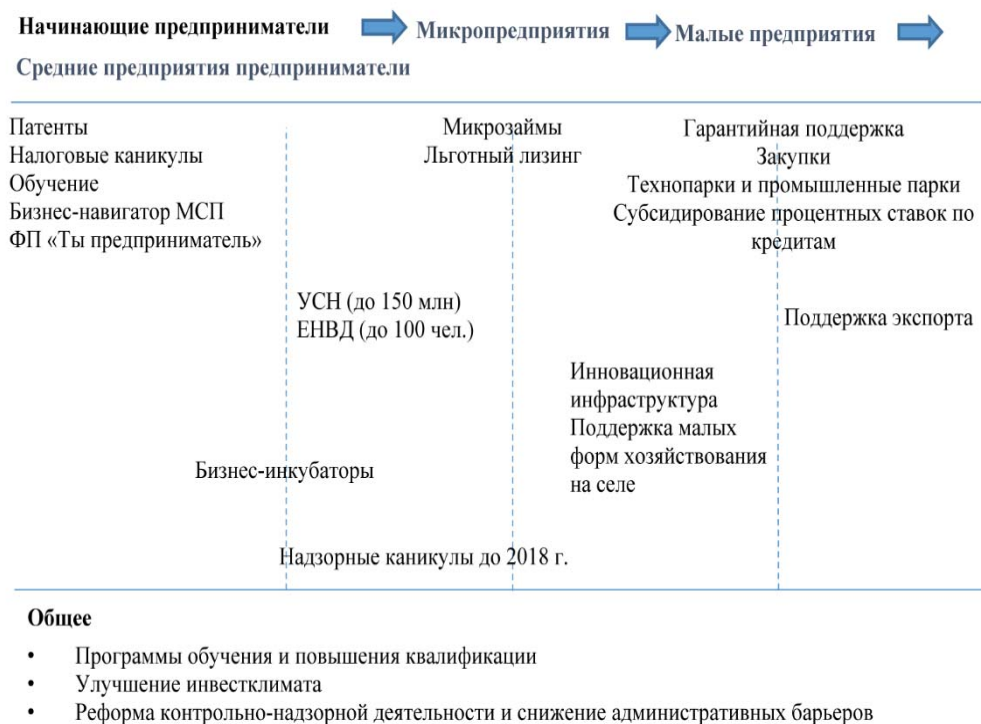 Начинающие предприниматели Микропредприятия Малые предприятия
Средние предприятия предприниматели
Патенты
Налоговые каникулы
Обучение
Бизнес-навигатор МСП
ФП «Ты предприниматель»
Микрозаймы
Льготный лизинг
Гарантийная поддержка
Закупки
Технопарки и промышленные парки
Субсидирование процентных ставок по
кредитам
УСН (до 150 млн)
ЕНВД (до 100 чел.)
Поддержка экспорта
Инновационная
инфраструктура
Поддержка малых
форм хозяйствования
на селе
Бизнес-инкубаторы
Надзорные каникулы до 2018 г.
Общее
• Программы обучения и повышения квалификации
• Улучшение инвестклимата
• Реформа контрольно-надзорной деятельности и снижение административных барьеров